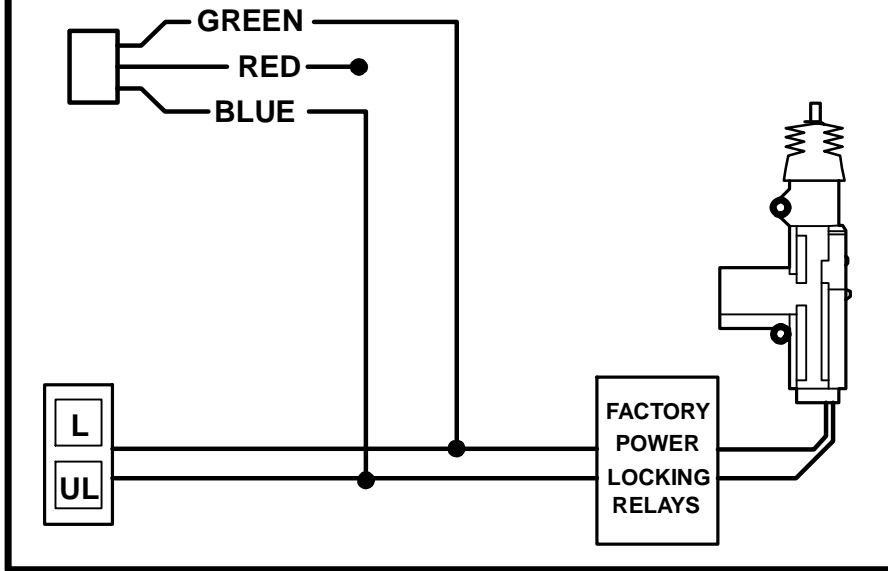 GREEN
RED
BLUE
L
UL
FACTORY
POWER
LOCKING
RELAYS